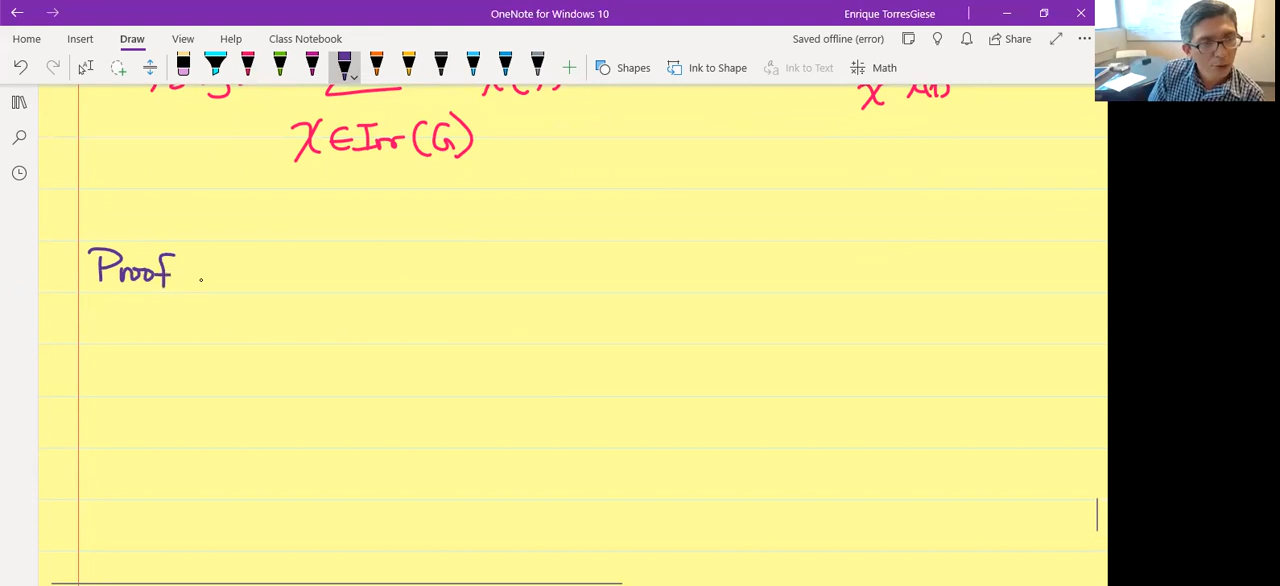 OneNote for Windows 10
Enrique TorresGiese
Home Insert Draw View Help Class Notebook
Saved offline (error) Share
Shapes Ink to Shape Ink to Text Math
χ ∈ Irr(G)
Proof